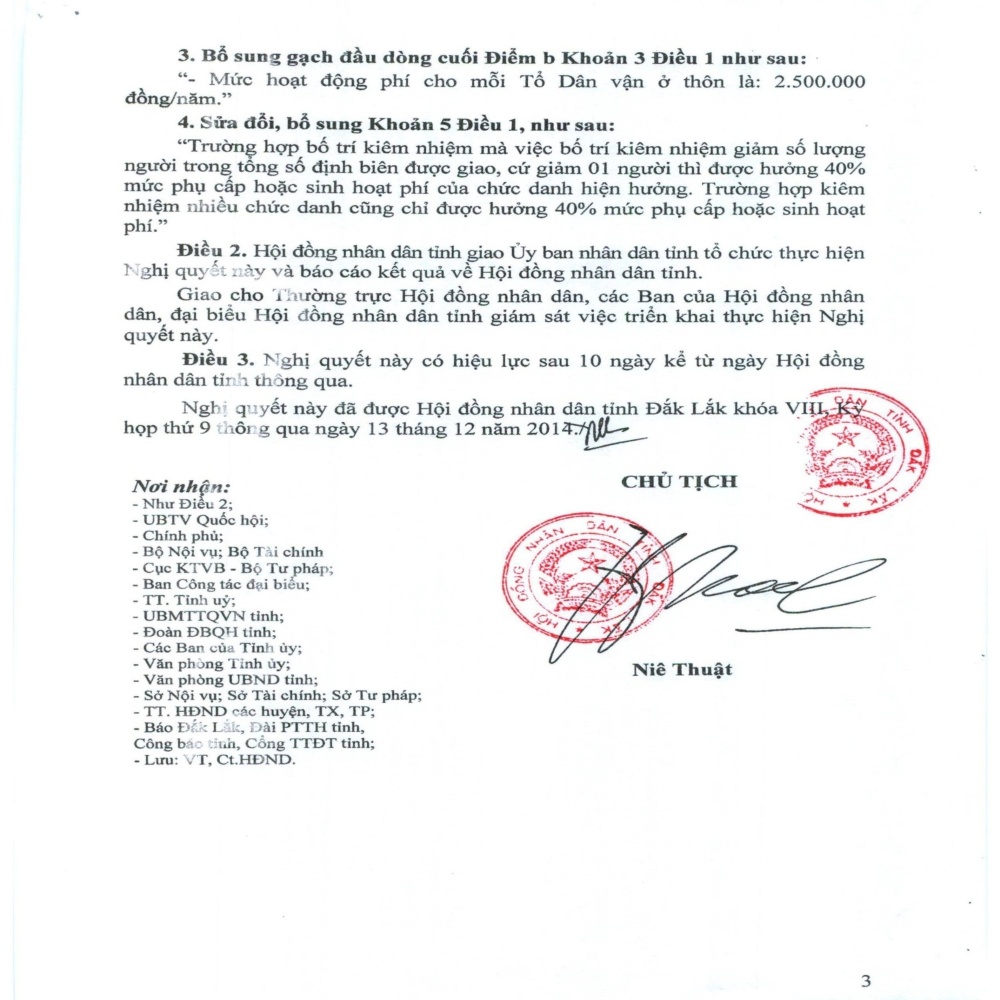 3. Bổ sung gạch đầu dòng cuối Điểm b Khoản 3 Điều 1 như sau:
“- Mức hoạt động phí cho mỗi Tổ Dân vận ở thôn là: 2.500.000
đồng/năm.”
4. Sửa đổi, bổ sung Khoản 5 Điều 1, như sau:
“Trường hợp bố trí kiêm nhiệm mà việc bố trí kiêm nhiệm giảm số lượng
người trong tổng số định biên được giao, cứ giảm 01 người thì được hưởng 40%
mức phụ cấp hoặc sinh hoạt phí của chức danh hiện hưởng. Trường hợp kiêm
nhiệm nhiều chức danh cũng chỉ được hưởng 40% mức phụ cấp hoặc sinh hoạt
phí.”
Điều 2. Hội đồng nhân dân tỉnh giao Ủy ban nhân dân tỉnh tổ chức thực hiện
Nghị quyết này và báo cáo kết quả về Hội đồng nhân dân tỉnh.
Giao cho Thường trực Hội đồng nhân dân, các Ban của Hội đồng nhân
dân, đại biểu Hội đồng nhân dân tỉnh giám sát việc triển khai thực hiện Nghị
quyết này.
Điều 3. Nghị quyết này có hiệu lực sau 10 ngày kể từ ngày Hội đồng
nhân dân tỉnh thông qua.
Nghị quyết này đã được Hội đồng nhân dân tỉnh Đắk Lắk khóa VIII, Kỳ
họp thứ 9 thông qua ngày 13 tháng 12 năm 2014.
DÂN TỈNH ĐẮK LẮK
HỘI
CHỦ TỊCH
HỘI ĐỒNG NHÂN DÂN TỈNH ĐẮK LẮK
Niê Thuật
Nơi nhận:
- Như Điều 2;
- UBTV Quốc hội;
- Chính phủ;
- Bộ Nội vụ; Bộ Tài chính
- Cục KTVB - Bộ Tư pháp;
- Ban Công tác đại biểu;
- TT. Tỉnh uỷ;
- UBMTTQVN tỉnh;
- Đoàn ĐBQH tỉnh;
- Các Ban của Tỉnh ủy;
- Văn phòng Tỉnh ủy;
- Văn phòng UBND tỉnh;
- Sở Nội vụ; Sở Tài chính; Sở Tư pháp;
- TT. HĐND các huyện, TX, TP;
- Báo Đắk Lắk, Đài PTTH tỉnh,
Công báo tỉnh, Cổng TTĐT tỉnh;
- Lưu: VT, Ct.HĐND.
3